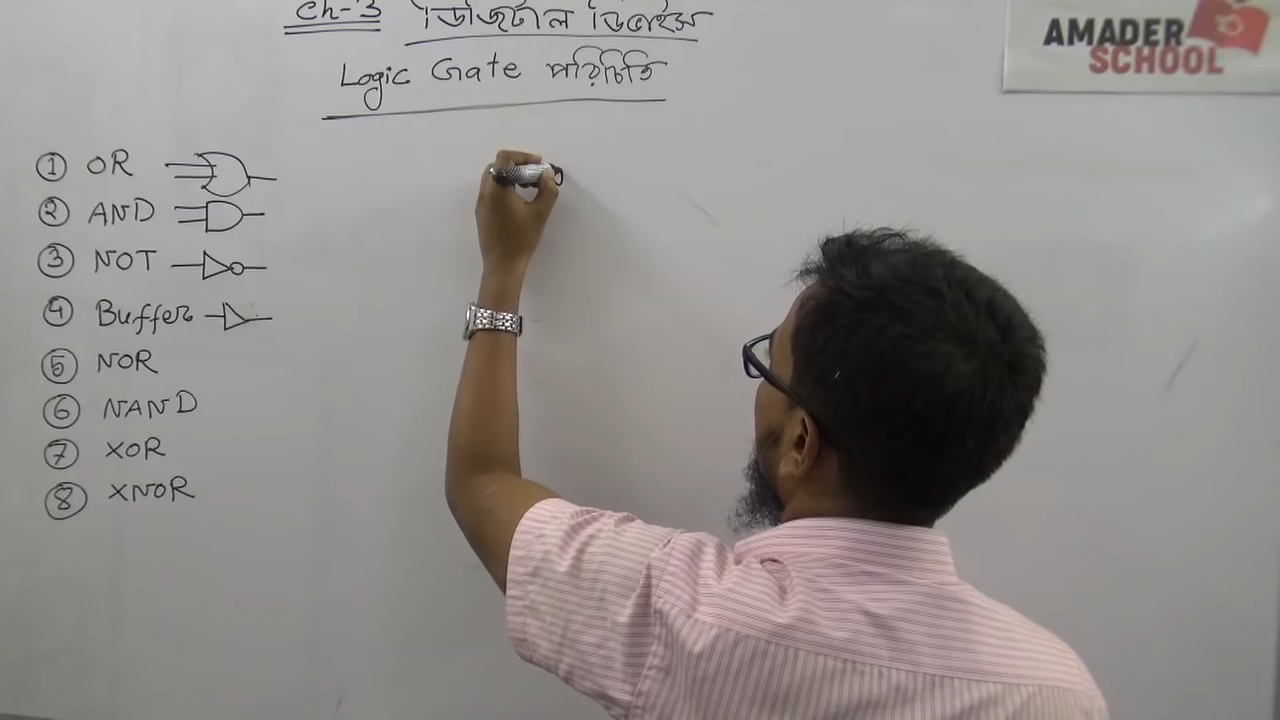 Ch-3 ডিজিটাল ডিভাইস
Logic Gate পরিচিতি
AMADER
SCHOOL
① OR
② AND
③ NOT
④ Buffer
⑤ NOR
⑥ NAND
⑦ XOR
⑧ XNOR